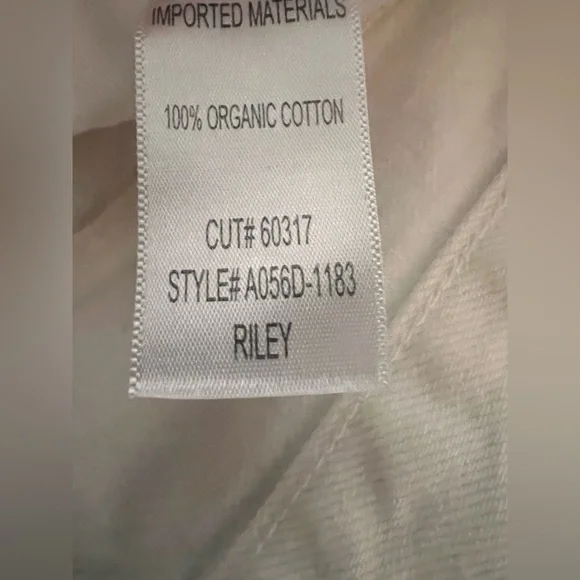 IMPORTED MATERIALS
100% ORGANIC COTTON
CUT# 60317
STYLE# A056D-1183
RILEY